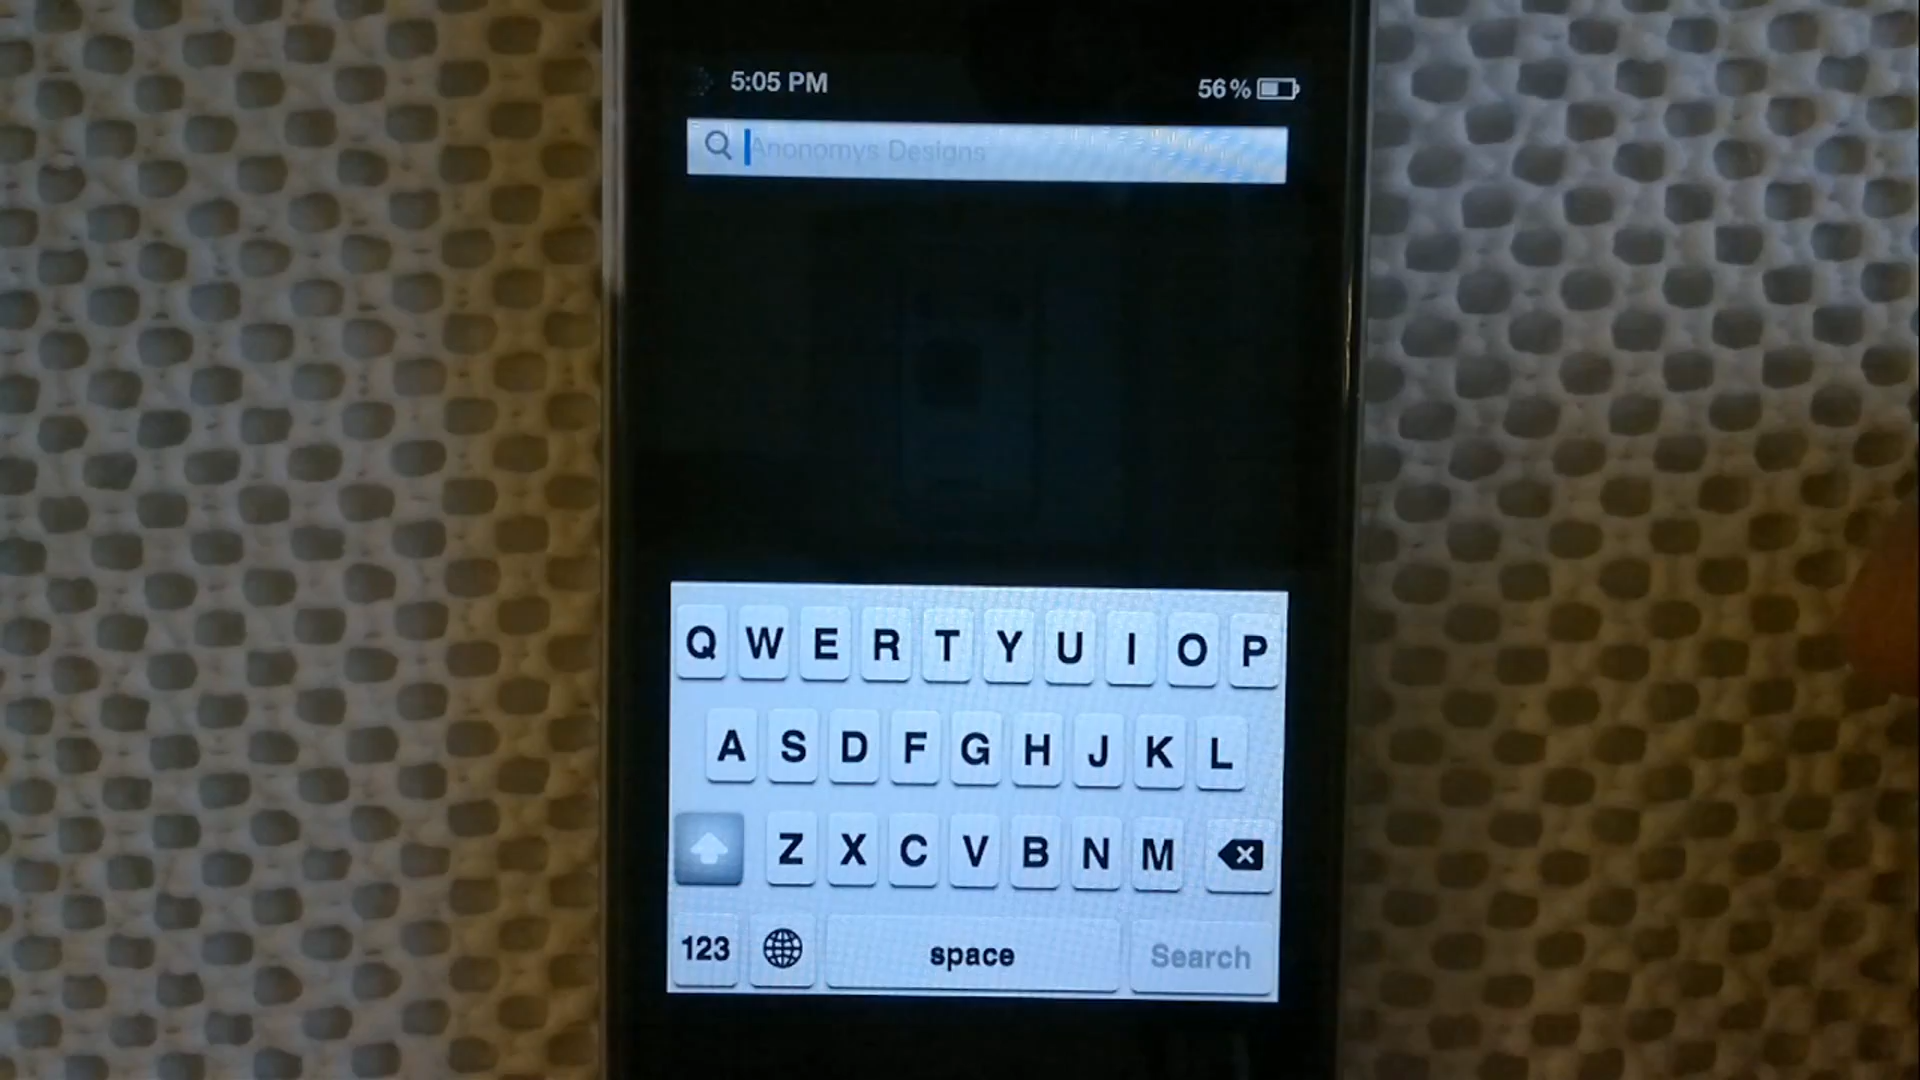 5:05 PM 56%
Anonomys Designs
Q W E R T Y U I O P
A S D F G H J K L
Z X C V B N M
123 space Search